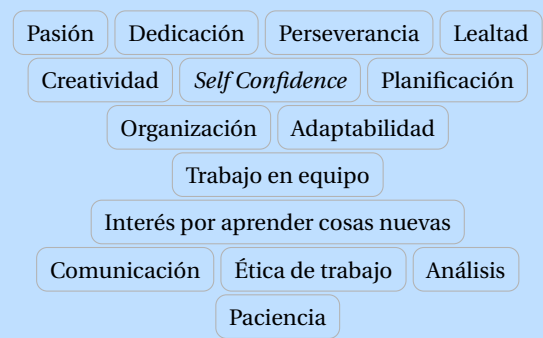 Pasión Dedicación Perseverancia Lealtad
Creatividad Self Confidence Planificación
Organización Adaptabilidad
Trabajo en equipo
Interés por aprender cosas nuevas
Comunicación Ética de trabajo Análisis
Paciencia